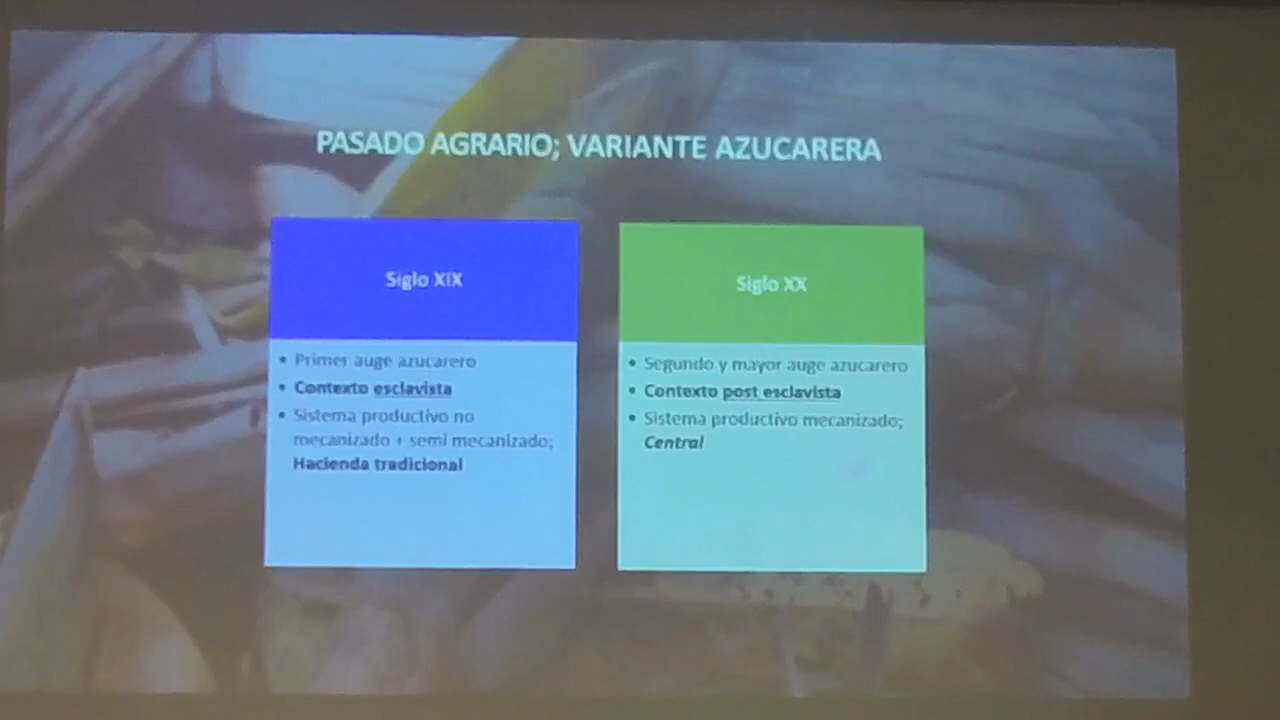 PASADO AGRARIO; VARIANTE AZUCARERA
Siglo XIX
• Primer auge azucarero
• Contexto esclavista
• Sistema productivo no
mecanizado + semi mecanizado;
Hacienda tradicional
Siglo XX
• Segundo y mayor auge azucarero
• Contexto post esclavista
• Sistema productivo mecanizado;
Central